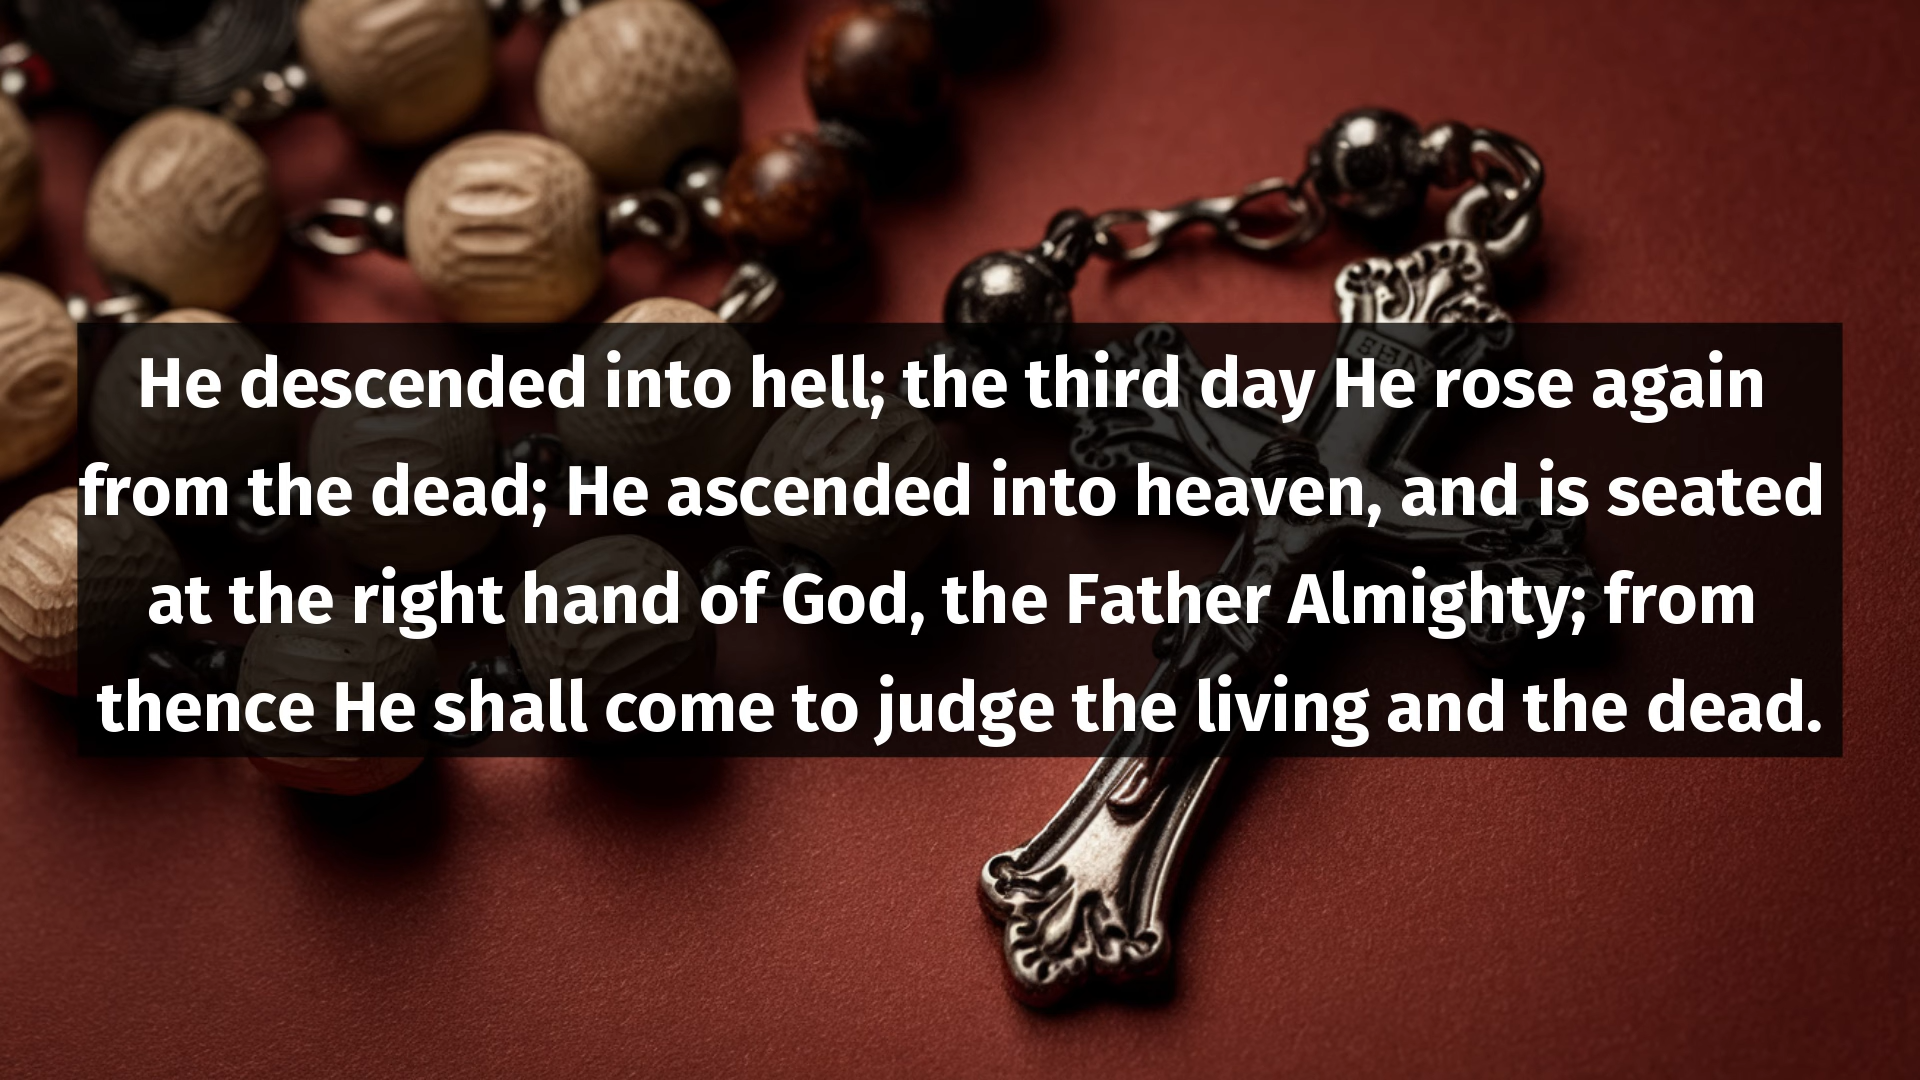 He descended into hell; the third day He rose again
from the dead; He ascended into heaven, and is seated
at the right hand of God, the Father Almighty; from
thence He shall come to judge the living and the dead.